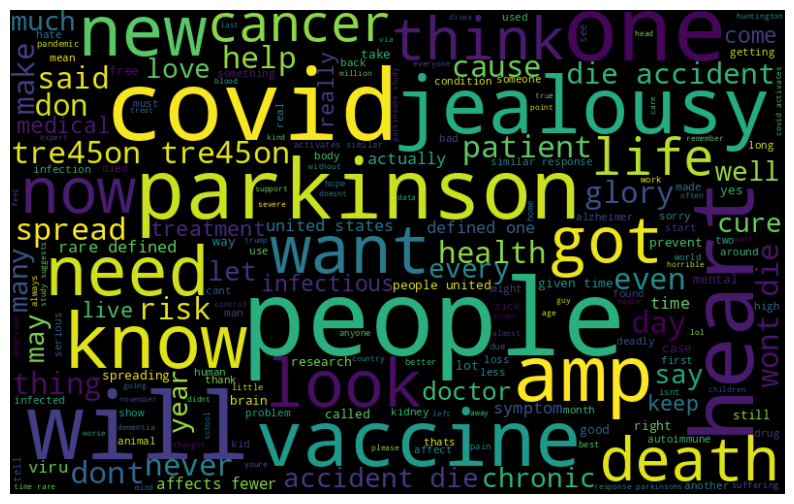 much new cancer think one come
hate pandemic mean help love free something really take back million used via everyone see last blood disea huntington head getting
make said don covid cause condition someone die accident
medical must treat real kind true point care jealousy
expert activates similar parkinsons study covid activates
tre45on tre45on body actually patient life well
infection died without similar response bad remember long
now parkinson hope doesnt work made often yes
feel support severe data home glory cure
spread treatment united states defined one alzheimer sorry start prevent two
rare defined way trump use want health got around
many need let infectious every even heart
always study suggests cant people united might given time found world mental high
may live risk man control sick guy age horrible day time die
serious know people wont
american anyone almost due deadly case lol
spreading research country better loss less lot first
thing infected going human thank look doctor amp say isnt
november little brain called kidney symptom month keep still
year show didnt problem left away thats good right children
will dementia school vaccine death
worse animal kid please affect pain best autoimmune drug
viru dont never thought
tell affects fewer accident die chronic
time rare mind youre response parkinsons another suffering